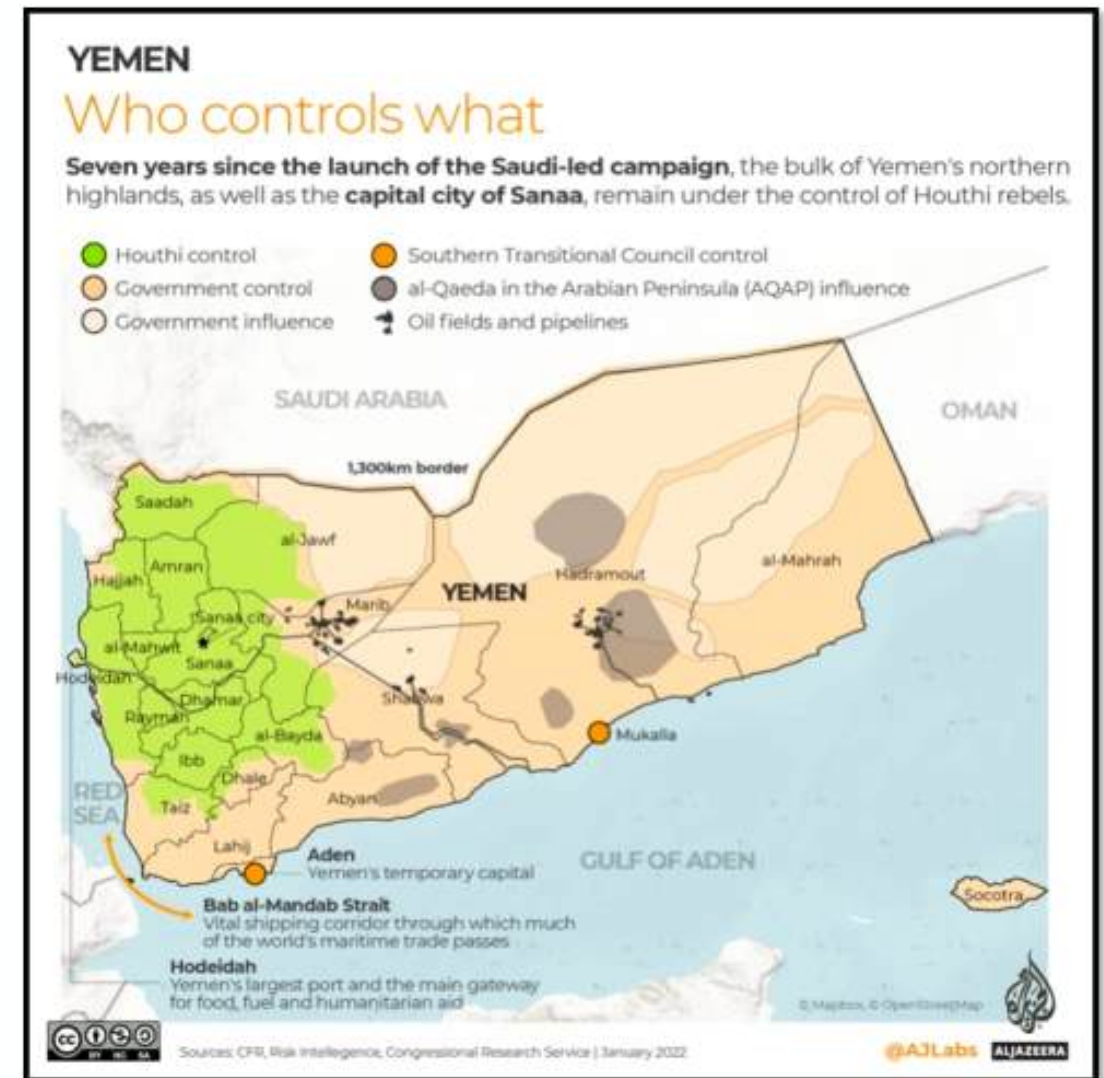 YEMEN
Who controls what
Seven years since the launch of the Saudi-led campaign, the bulk of Yemen's northern
highlands, as well as the capital city of Sanaa, remain under the control of Houthi rebels.
Houthi control
Government control
Government influence
Southern Transitional Council control
al-Qaeda in the Arabian Peninsula (AQAP) influence
Oil fields and pipelines
SAUDI ARABIA
OMAN
1,300km border
Saadah
al-Jawf
Amran
Hajjah
al-Mahrah
Hadramout
YEMEN
Marib
Sanaa city
al-Mahwit
Sanaa
Hodeidah
Dhamar
Shabwa
Raymah
al-Bayda
Mukalla
Ibb
Dhale
RED
SEA
Taiz
Abyan
Lahij
Aden
Yemen's temporary capital
GULF OF ADEN
Socotra
Bab al-Mandab Strait
Vital shipping corridor through which much
of the world's maritime trade passes
Hodeidah
Yemen's largest port and the main gateway
for food, fuel and humanitarian aid
© Mapbox, © OpenStreetMap
cc
BY NC SA
Sources: CFR, Risk Intellegence, Congressional Research Service | January 2022
@AJLabs
ALJAZEERA